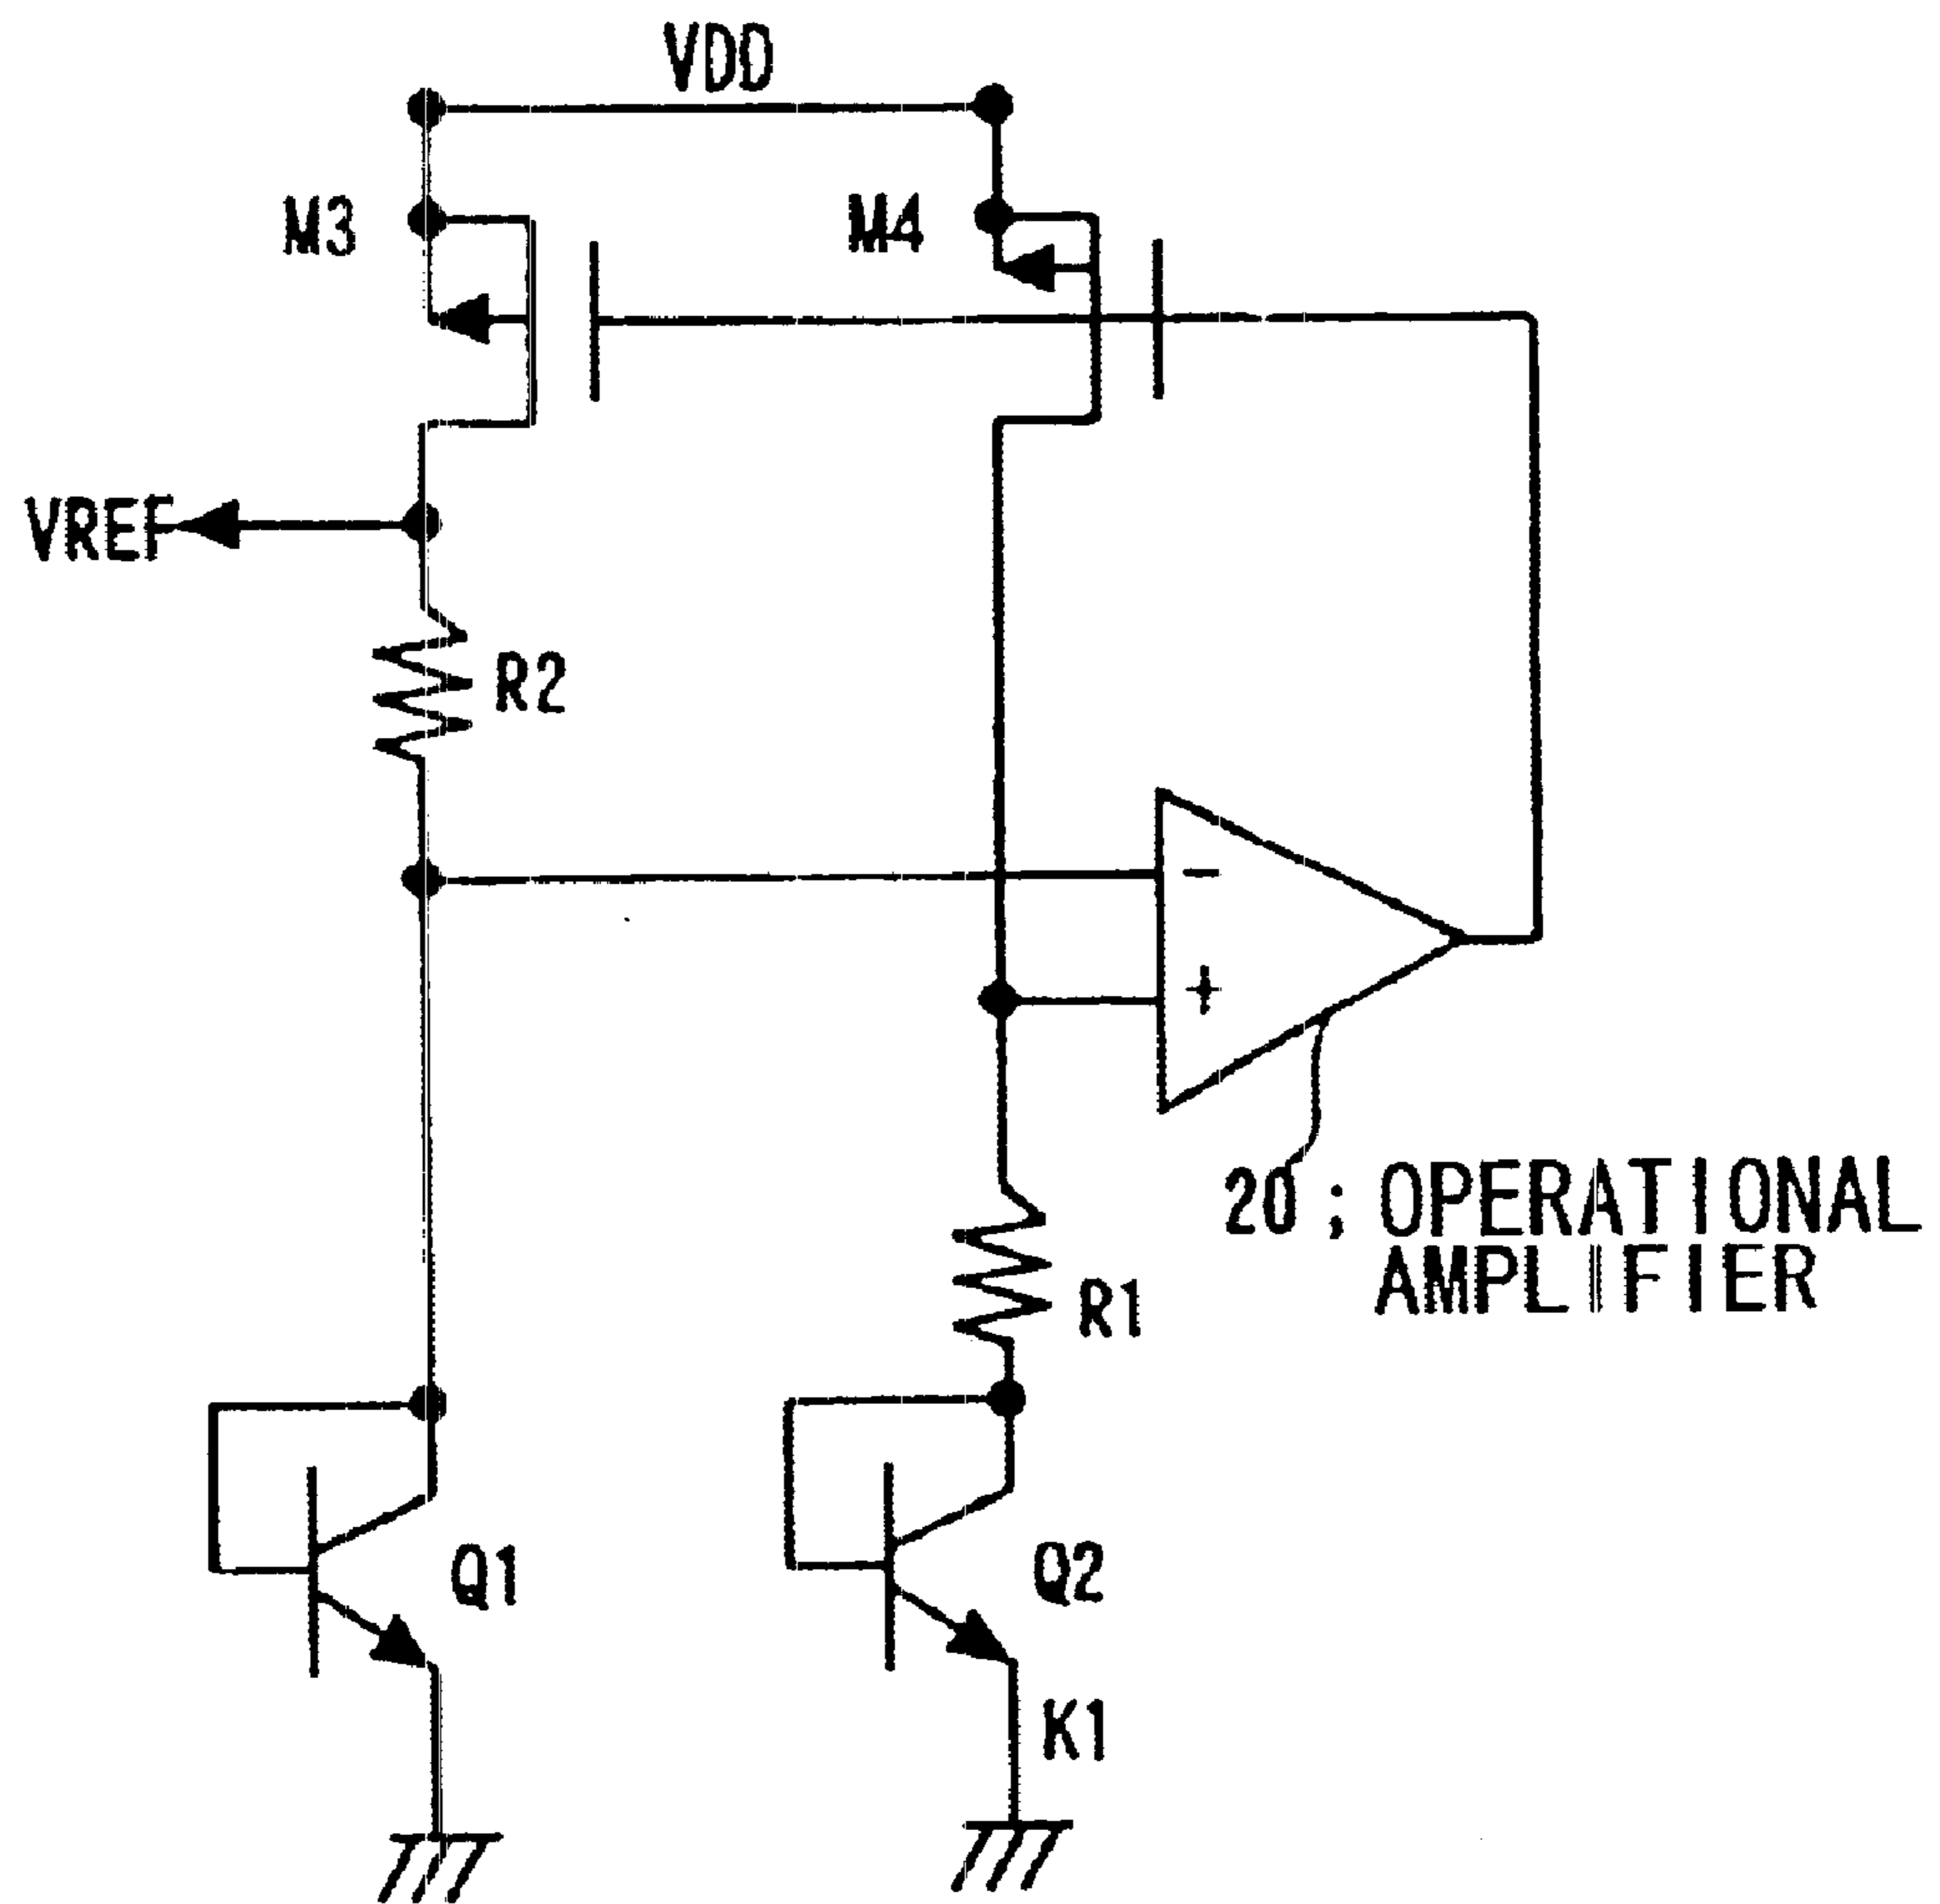 VDD
M3
M4
VREF
R2
-
+
20 ; OPERATIONAL
AMPLIFIER
R1
Q1
Q2
K1